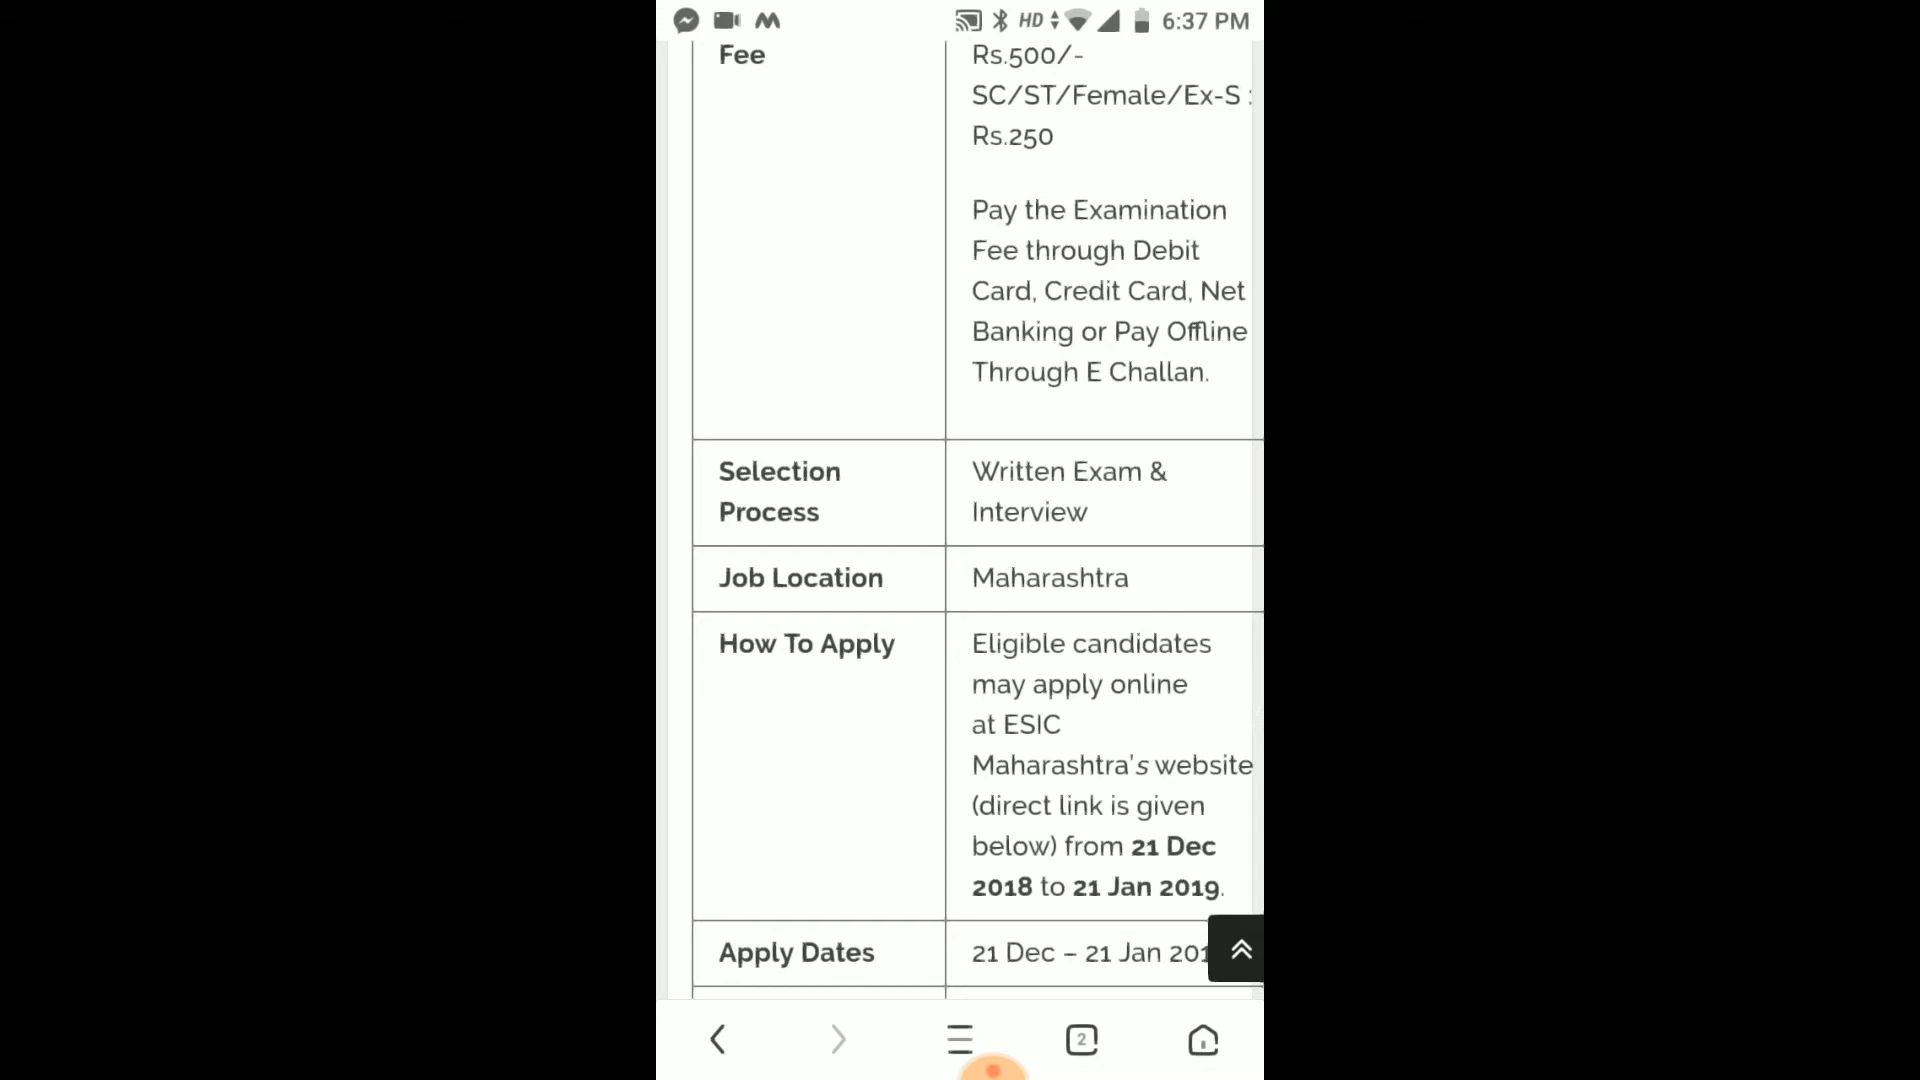 HD 6:37 PM
Fee
Rs.500/-
SC/ST/Female/Ex-S :
Rs.250
Pay the Examination
Fee through Debit
Card, Credit Card, Net
Banking or Pay Offline
Through E Challan.
Selection
Process
Written Exam &
Interview
Job Location
Maharashtra
How To Apply
Eligible candidates
may apply online
at ESIC
Maharashtra's website
(direct link is given
below) from 21 Dec
2018 to 21 Jan 2019.
Apply Dates
21 Dec – 21 Jan 201
2